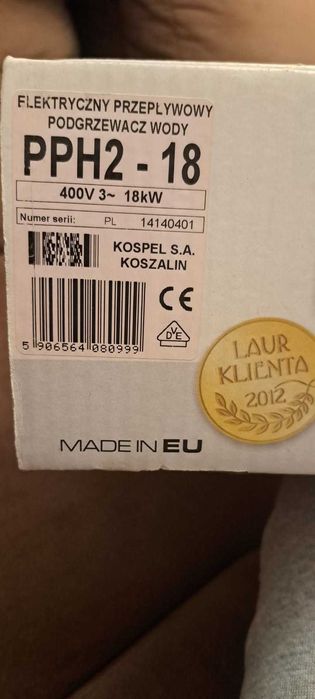 ELEKTRYCZNY PRZEPŁYWOWY
PODGRZEWACZ WODY
PPH2 - 18
400V 3~ 18kW
Numer serii: PL 14140401
KOSPEL S.A.
KOSZALIN
CE
VDE
5 906564 080999
LAUR
KLIENTA
2012
MADE IN EU